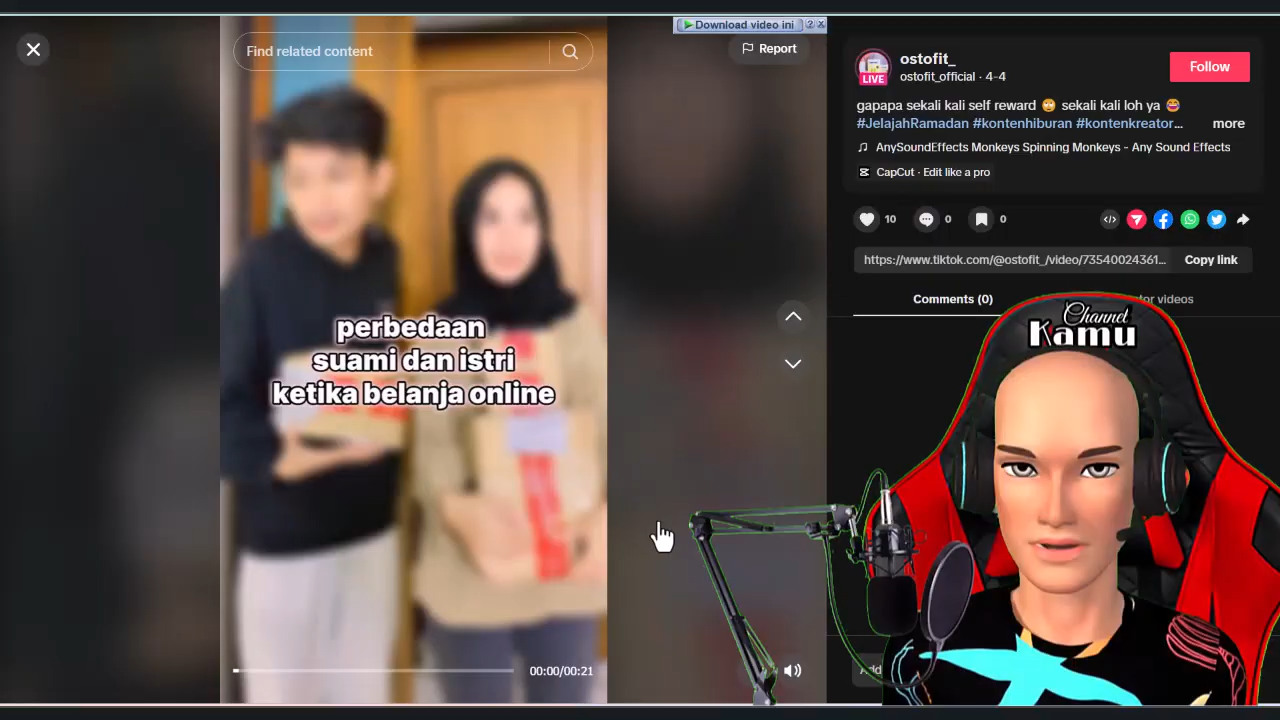 Download video ini
Find related content
Report
ostofit_
LIVE
ostofit_official · 4-4
Follow
gapapa sekali kali self reward 🙄 sekali kali loh ya 😂
#JelajahRamadan #kontenhiburan #kontenkreator...
more
AnySoundEffects Monkeys Spinning Monkeys - Any Sound Effects
CapCut · Edit like a pro
10
0
0
https://www.tiktok.com/@ostofit_/video/73540024361...
Copy link
Comments (0)
tor videos
Channel
Kamu
perbedaan
suami dan istri
ketika belanja online
00:00/00:21
Add